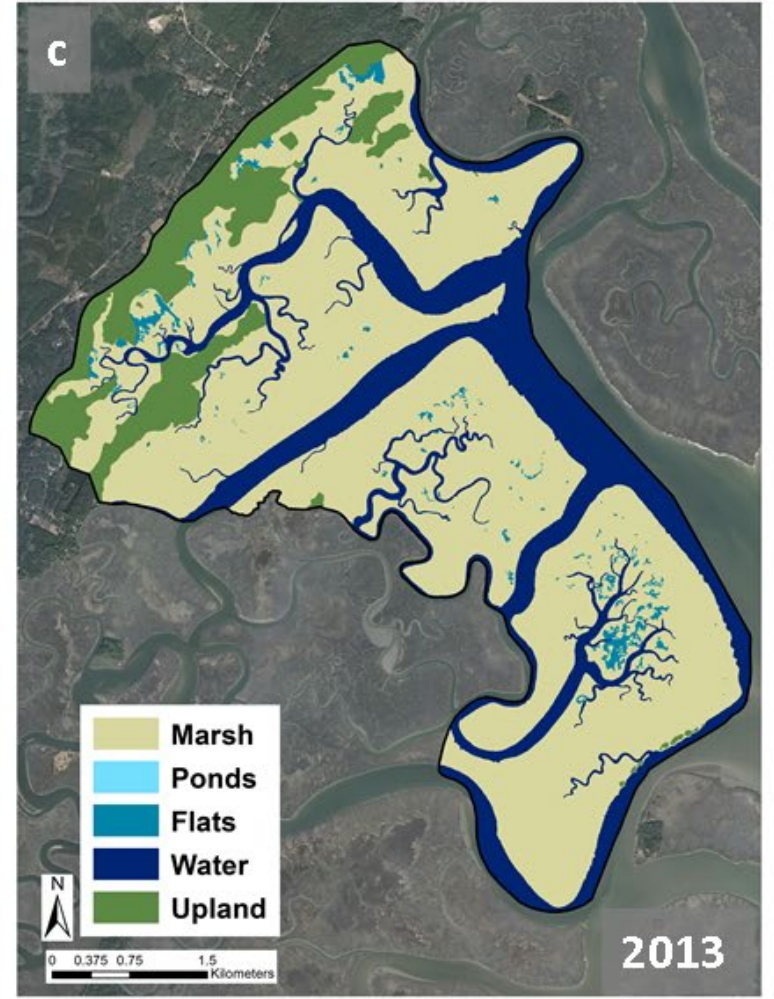 c
Marsh
Ponds
Flats
Water
Upland
N
0 0.375 0.75 1.5
Kilometers
2013